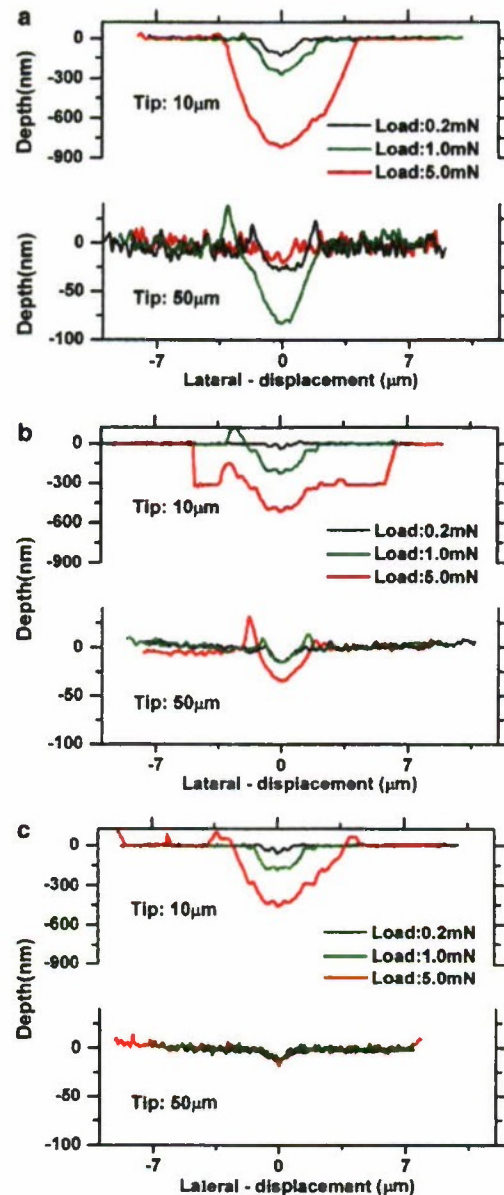 a
0
-300
-600
-900
Depth(nm)
Tip: 10μm
Load:0.2mN
Load:1.0mN
Load:5.0mN
0
-50
-100
Depth(nm)
Tip: 50μm
-7 0 7
Lateral - displacement (μm)
b
0
-300
-600
-900
Tip: 10μm
Load:0.2mN
Load:1.0mN
Load:5.0mN
Depth(nm)
0
-50
-100
Tip: 50μm
-7 0 7
Lateral - displacement (μm)
c
0
-300
-600
-900
Tip: 10μm
Load:0.2mN
Load:1.0mN
Load:5.0mN
Depth(nm)
0
-50
-100
Tip: 50μm
-7 0 7
Lateral - displacement (μm)